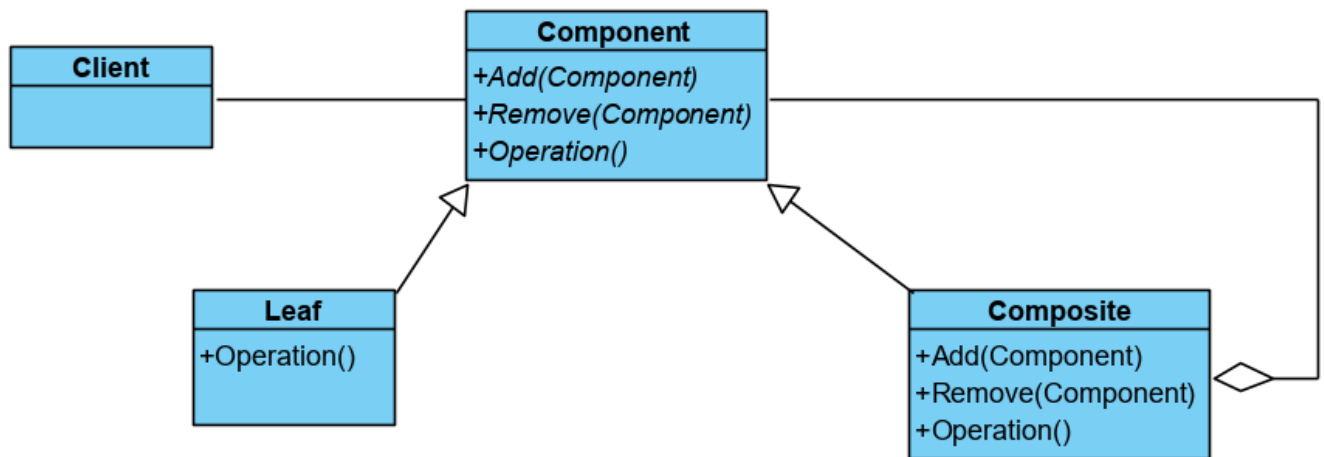 Client
Component
+Add(Component)
+Remove(Component)
+Operation()
Leaf
+Operation()
Composite
+Add(Component)
+Remove(Component)
+Operation()